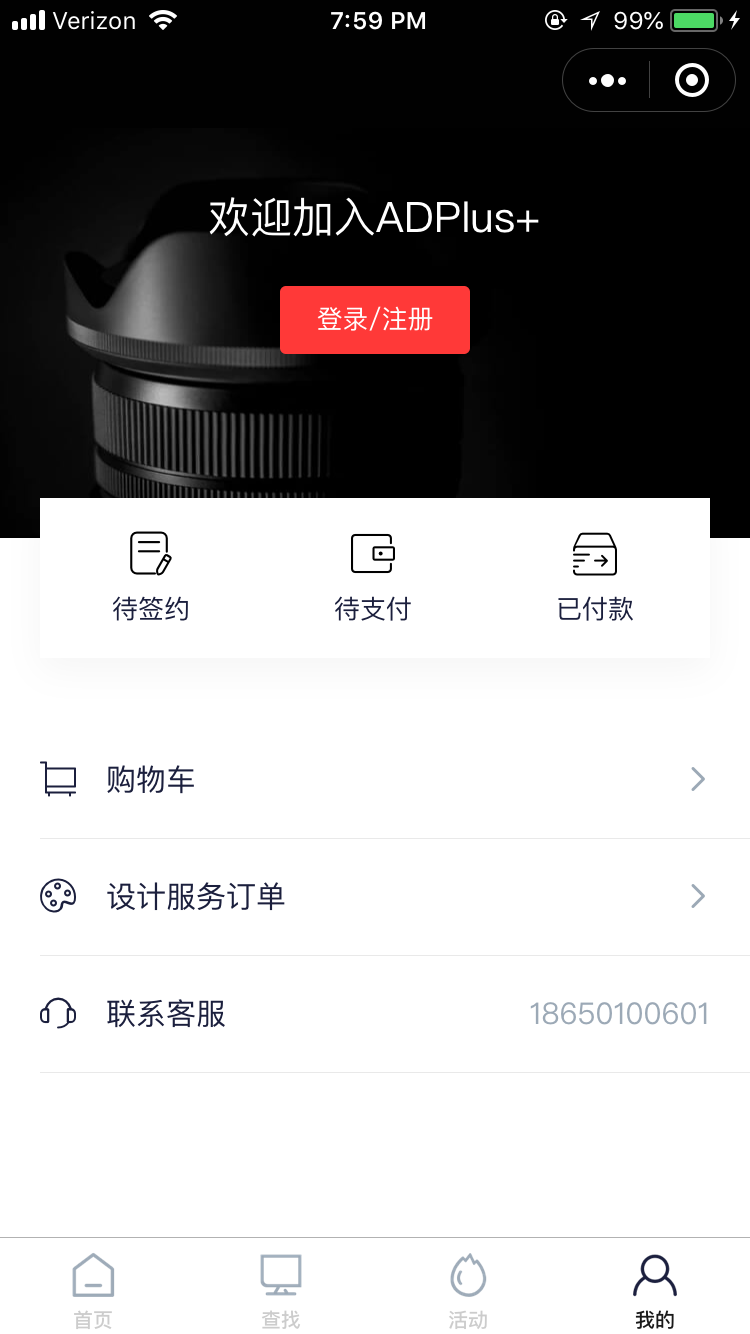 Verizon 7:59 PM 99%
欢迎加入ADPlus+
登录/注册
待签约 待支付 已付款
购物车
设计服务订单
联系客服 18650100601
首页 查找 活动 我的